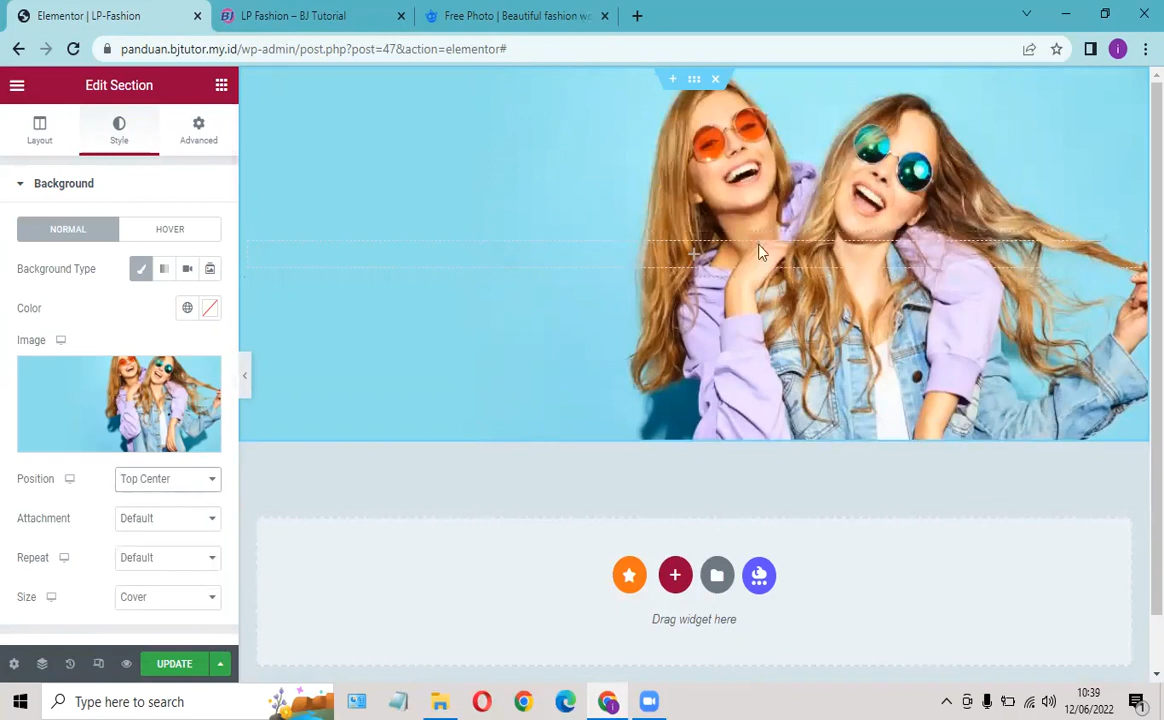 Elementor | LP-Fashion
LP Fashion – BJ Tutorial
Free Photo | Beautiful fashion wo
panduan.bjtutor.my.id/wp-admin/post.php?post=47&action=elementor#
i
Edit Section
Layout
Style
Advanced
Background
NORMAL
HOVER
Background Type
Color
Image
Position
Top Center
Attachment
Default
Repeat
Default
Size
Cover
UPDATE
Drag widget here
Type here to search
10:39
12/06/2022
1